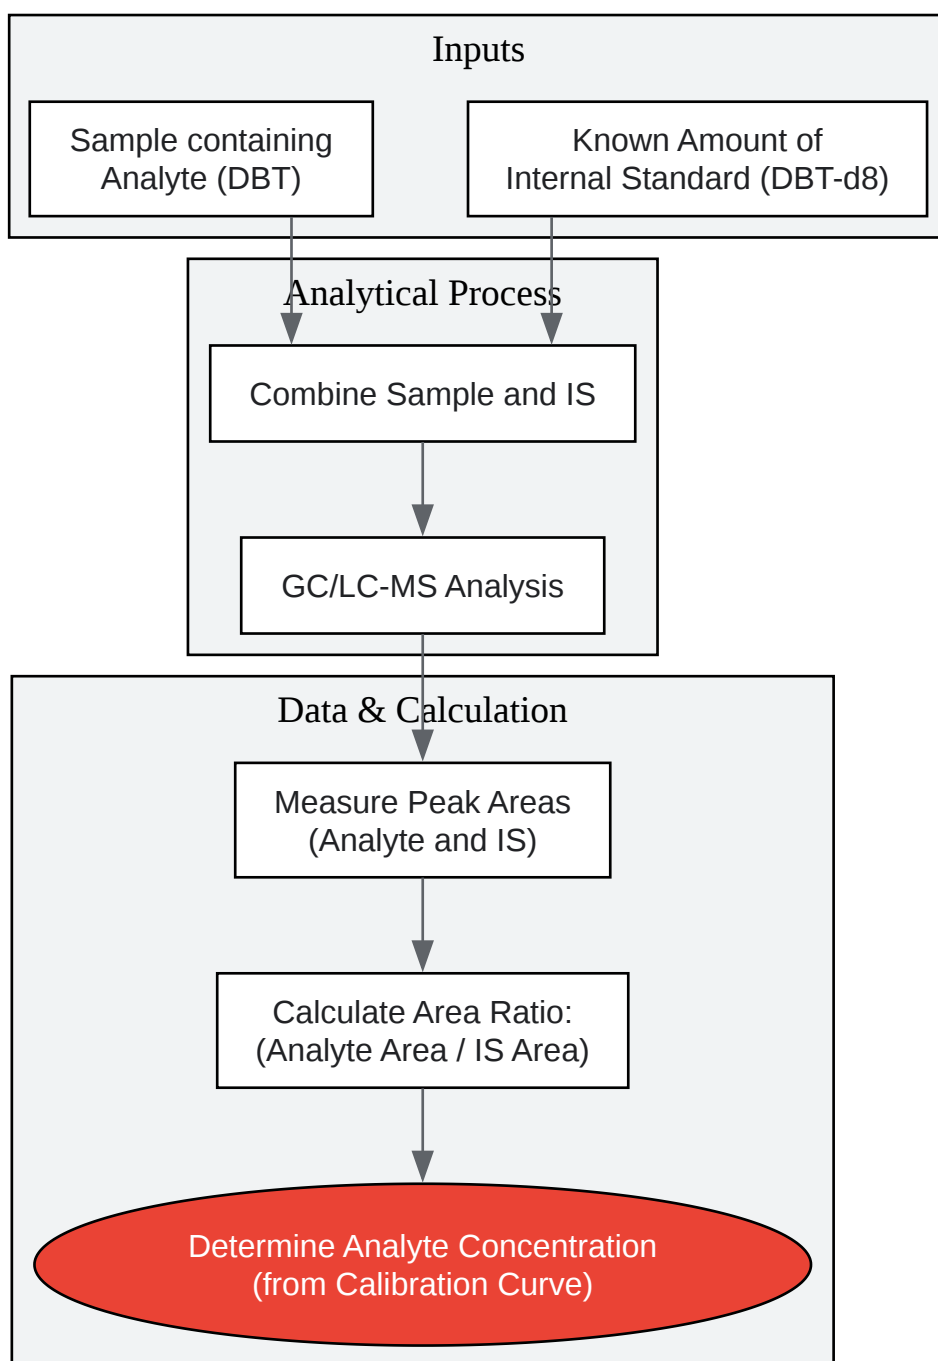 Inputs
Sample containing
Analyte (DBT)
Known Amount of
Internal Standard (DBT-d8)
Analytical Process
Combine Sample and IS
GC/LC-MS Analysis
Data & Calculation
Measure Peak Areas
(Analyte and IS)
Calculate Area Ratio:
(Analyte Area / IS Area)
Determine Analyte Concentration
(from Calibration Curve)